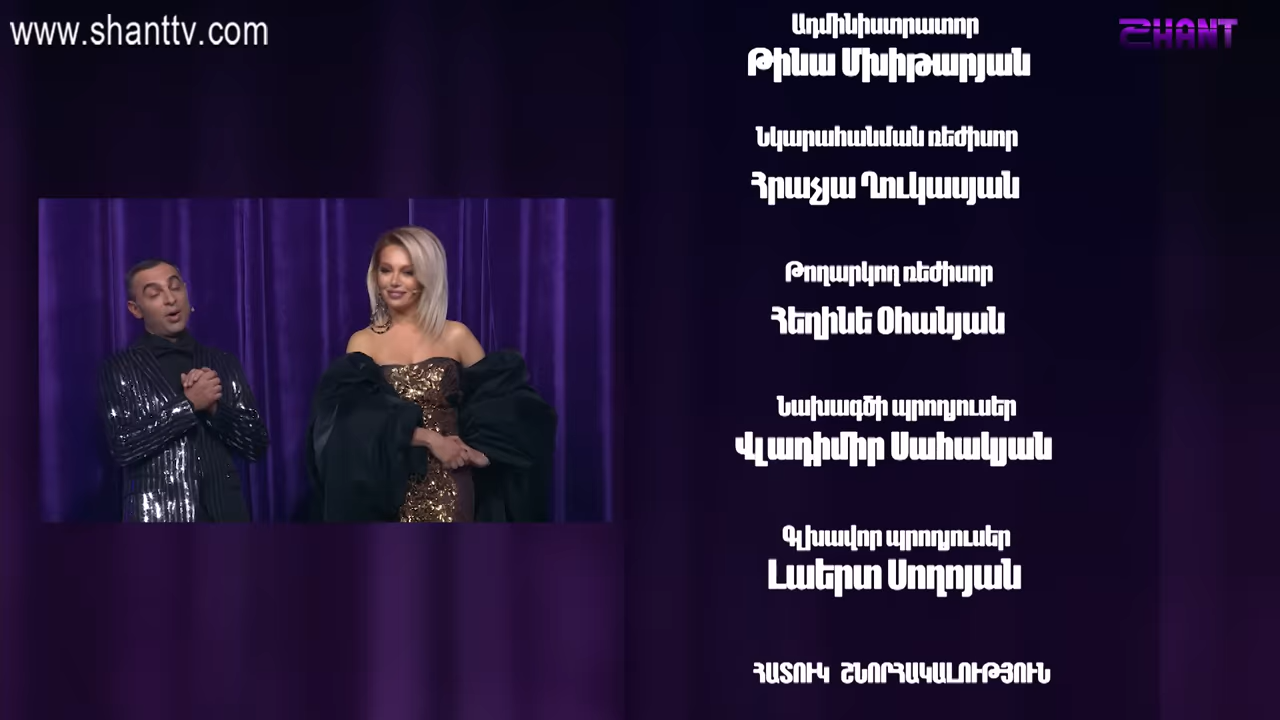 www.shanttv.com
SHANT
Ադմինիստրատոր
Թինա Մխիթարյան
Նկարահանման ռեժիսոր
Հրաչյա Ղուկասյան
Թողարկող ռեժիսոր
Հեղինե Օհանյան
Նախագծի պրոդյուսեր
Վլադիմիր Սահակյան
Գլխավոր պրոդյուսեր
Լաերտ Սողոյան
ՀԱՏՈՒԿ ՇՆՈՐՀԱԿԱԼՈՒԹՅՈՒՆ